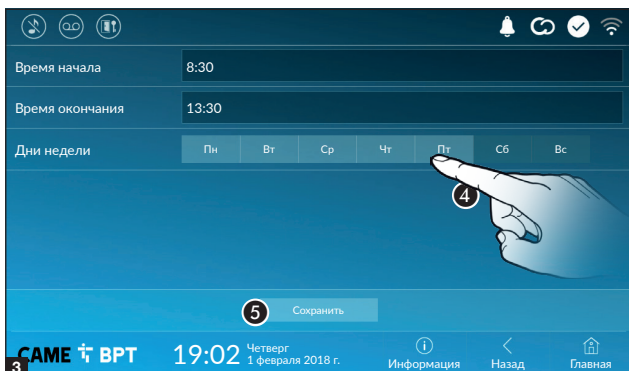 Время начала 8:30
Время окончания 13:30
Дни недели Пн Вт Ср Чт Пт Сб Вс
4
5 Сохранить
CAME BPT 19:02 Четверг
1 февраля 2018 г.
Информация Назад Главная
3